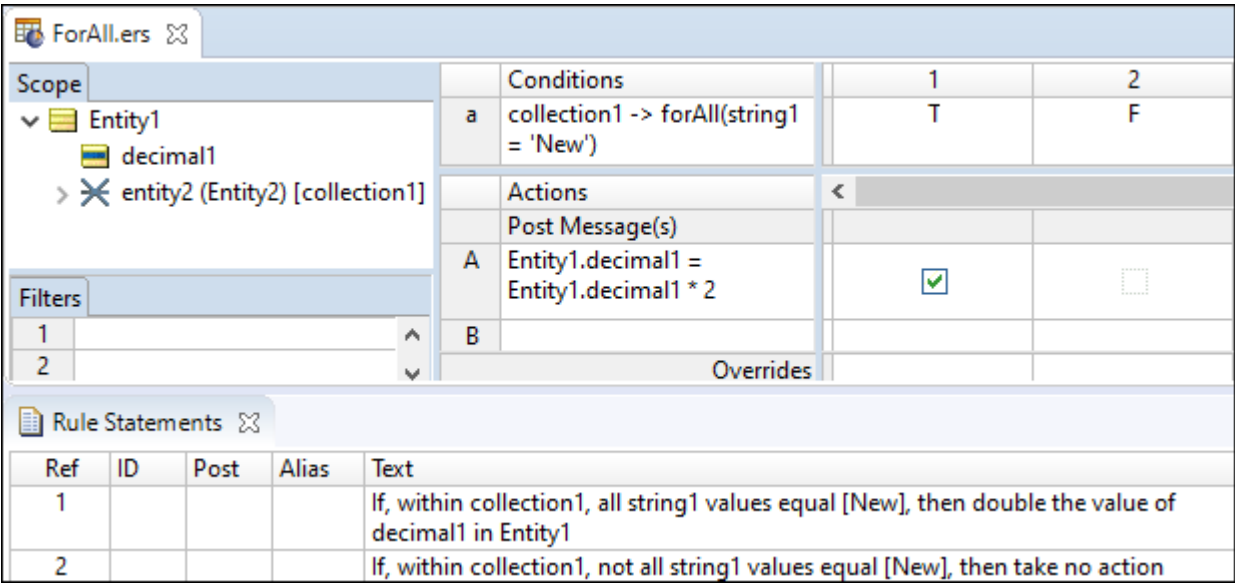 ForAll.ers
Scope
Entity1
decimal1
entity2 (Entity2) [collection1]
Filters
1
2
Conditions 1 2
a collection1 -> forAll(string1 T F
= 'New')
Actions
Post Message(s)
A Entity1.decimal1 =
Entity1.decimal1 * 2
B
Overrides
Rule Statements
Ref ID Post Alias Text
1 If, within collection1, all string1 values equal [New], then double the value of
decimal1 in Entity1
2 If, within collection1, not all string1 values equal [New], then take no action